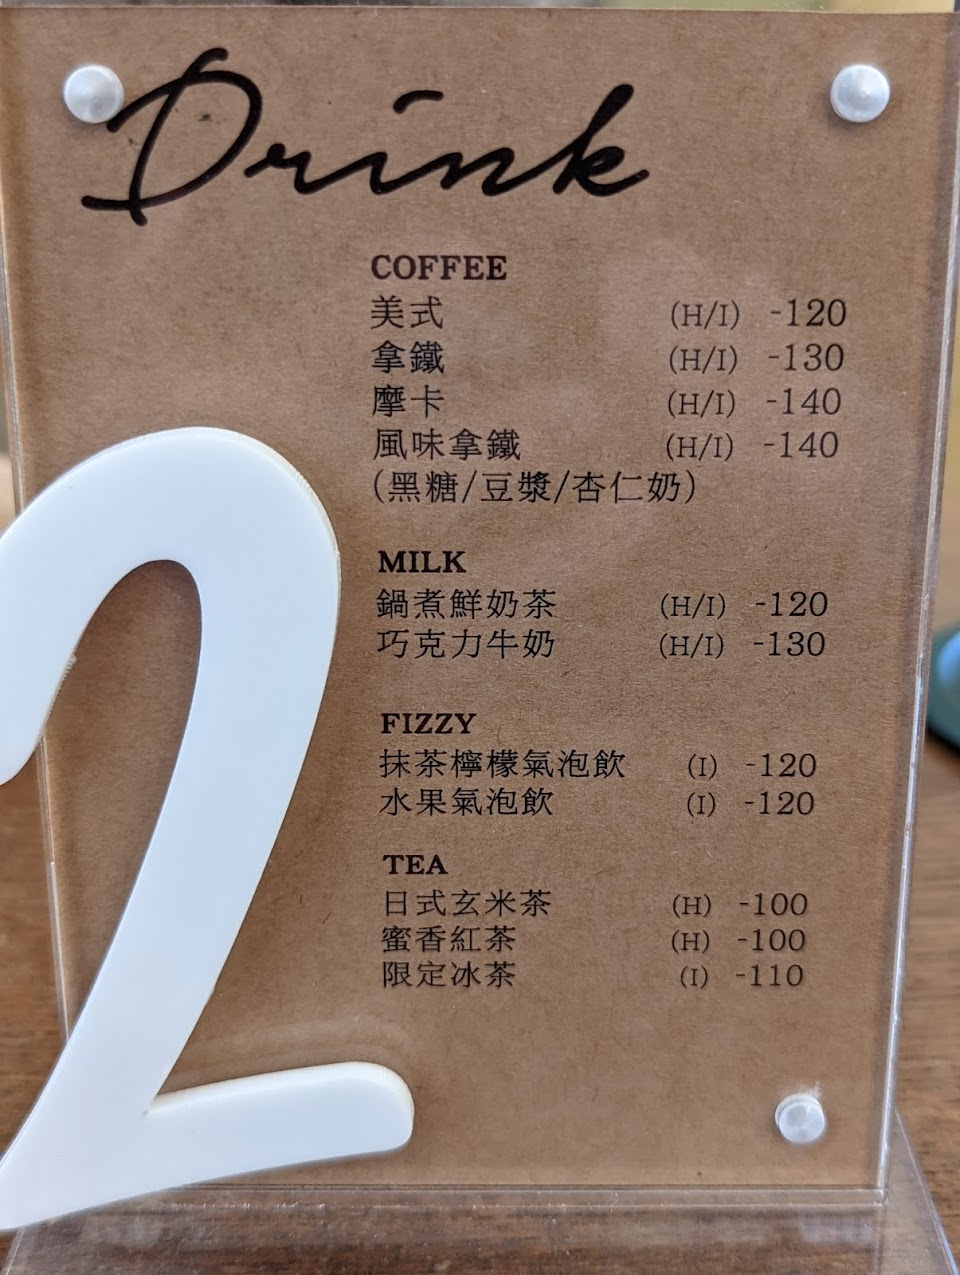 Drink
COFFEE
美式 (H/I) -120
拿鐵 (H/I) -130
摩卡 (H/I) -140
風味拿鐵 (H/I) -140
(黑糖/豆漿/杏仁奶)
MILK
鍋煮鮮奶茶 (H/I) -120
巧克力牛奶 (H/I) -130
FIZZY
抹茶檸檬氣泡飲 (I) -120
水果氣泡飲 (I) -120
TEA
日式玄米茶 (H) -100
蜜香紅茶 (H) -100
限定冰茶 (I) -110
2